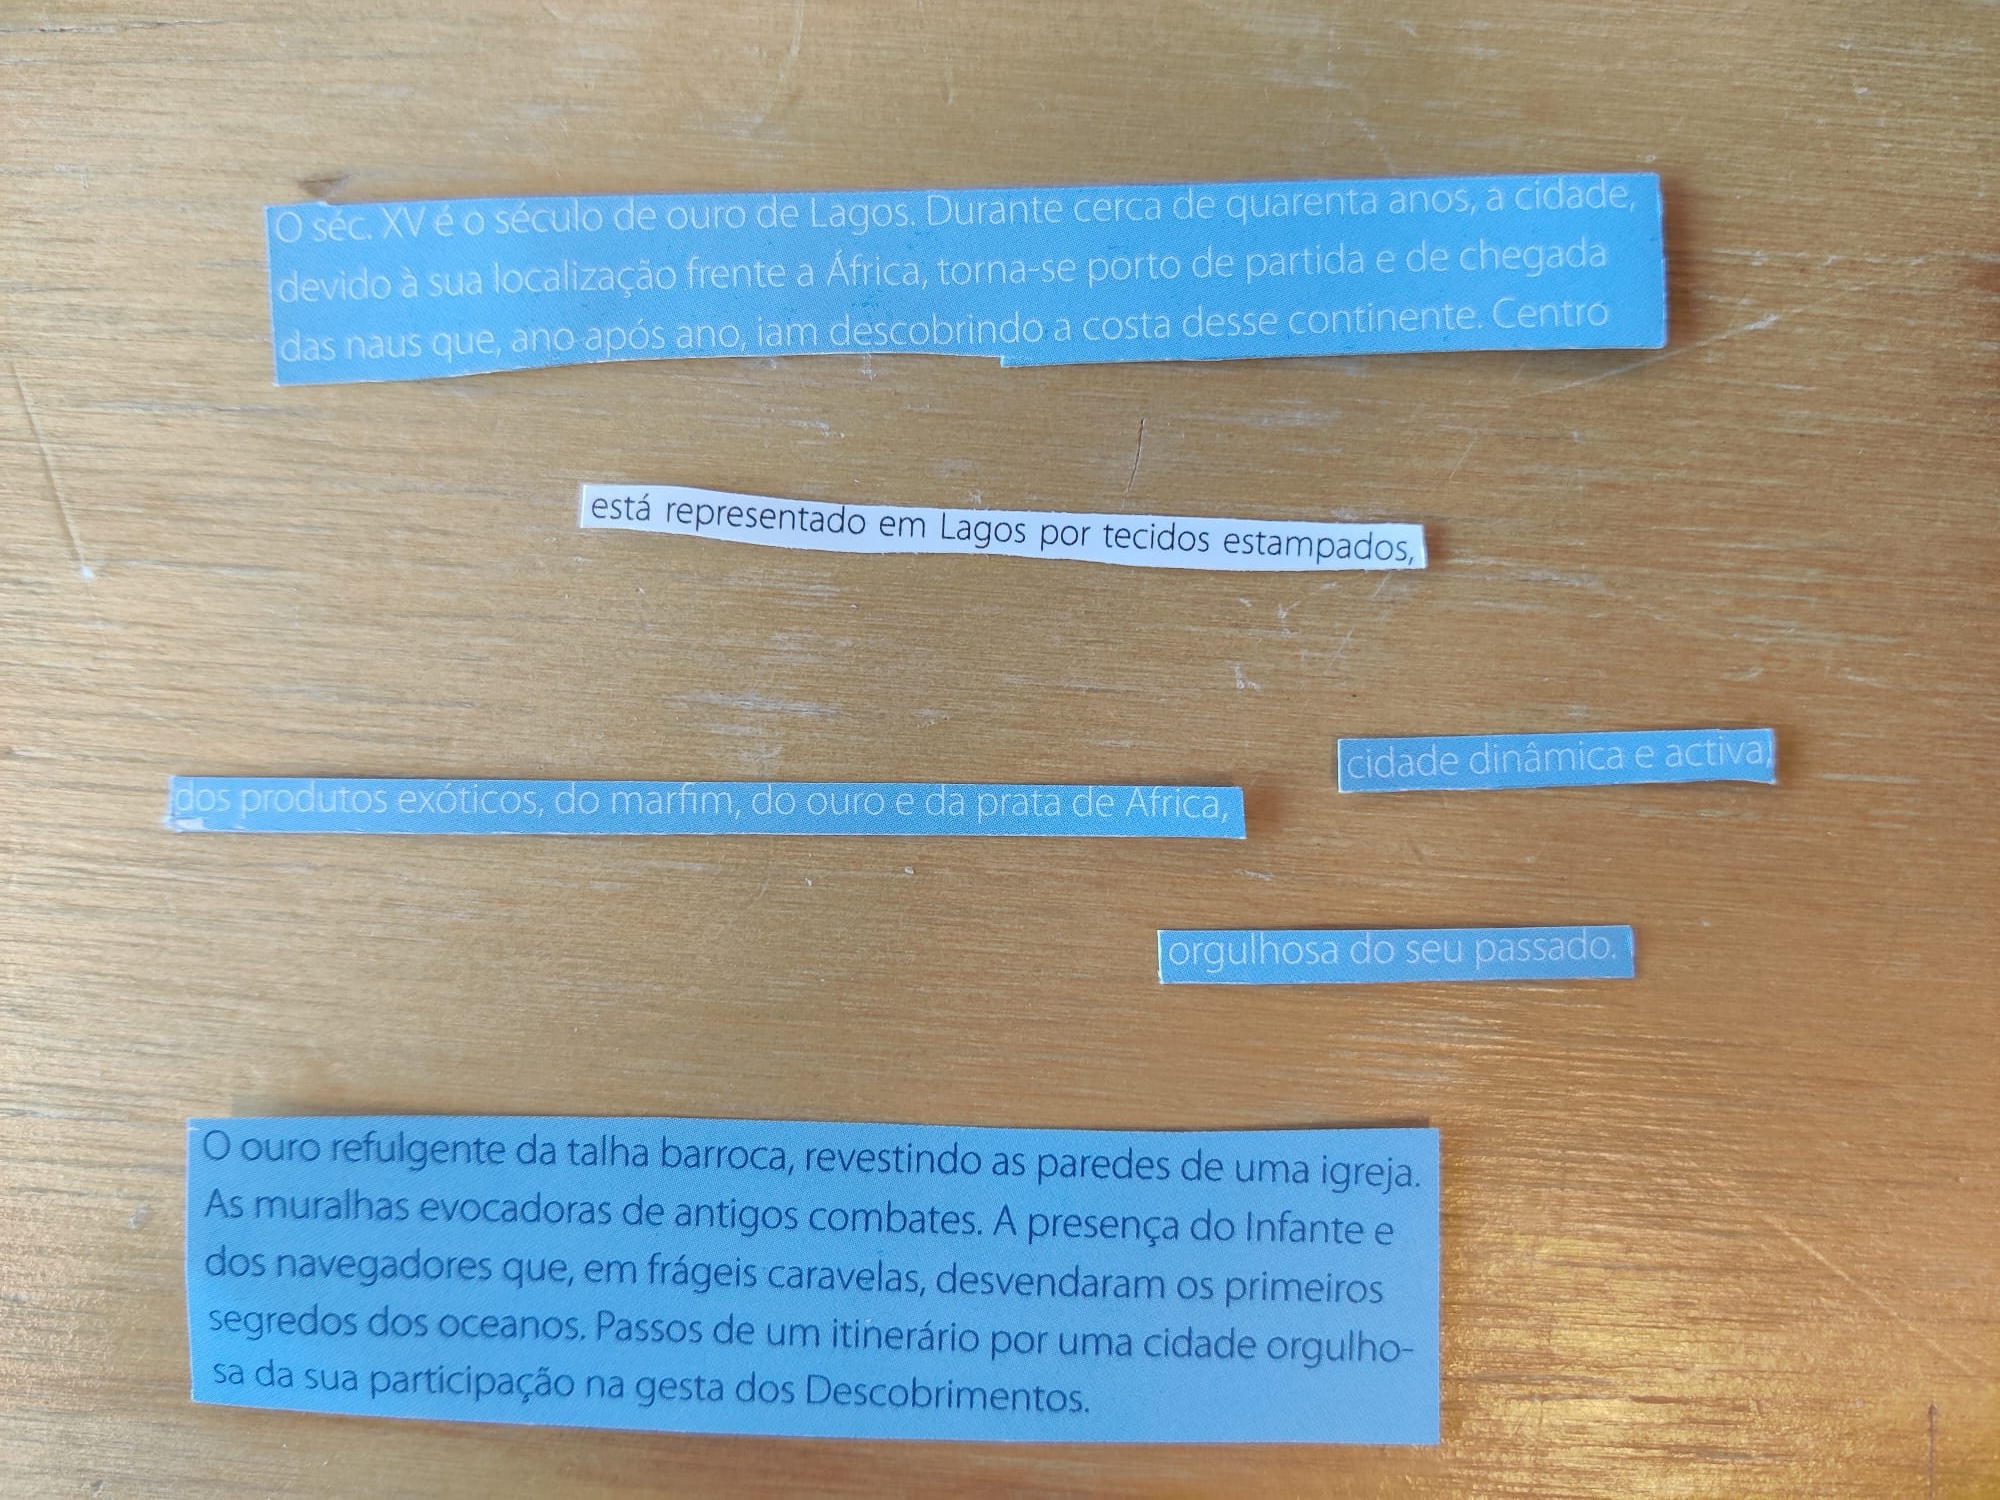 O séc. XV é o século de ouro de Lagos. Durante cerca de quarenta anos, a cidade,
devido à sua localização frente a África, torna-se porto de partida e de chegada
das naus que, ano após ano, iam descobrindo a costa desse continente. Centro
está representado em Lagos por tecidos estampados,
cidade dinâmica e activa,
dos produtos exóticos, do marfim, do ouro e da prata de África,
orgulhosa do seu passado.
O ouro refulgente da talha barroca, revestindo as paredes de uma igreja.
As muralhas evocadoras de antigos combates. A presença do Infante e
dos navegadores que, em frágeis caravelas, desvendaram os primeiros
segredos dos oceanos. Passos de um itinerário por uma cidade orgulho-
sa da sua participação na gesta dos Descobrimentos.